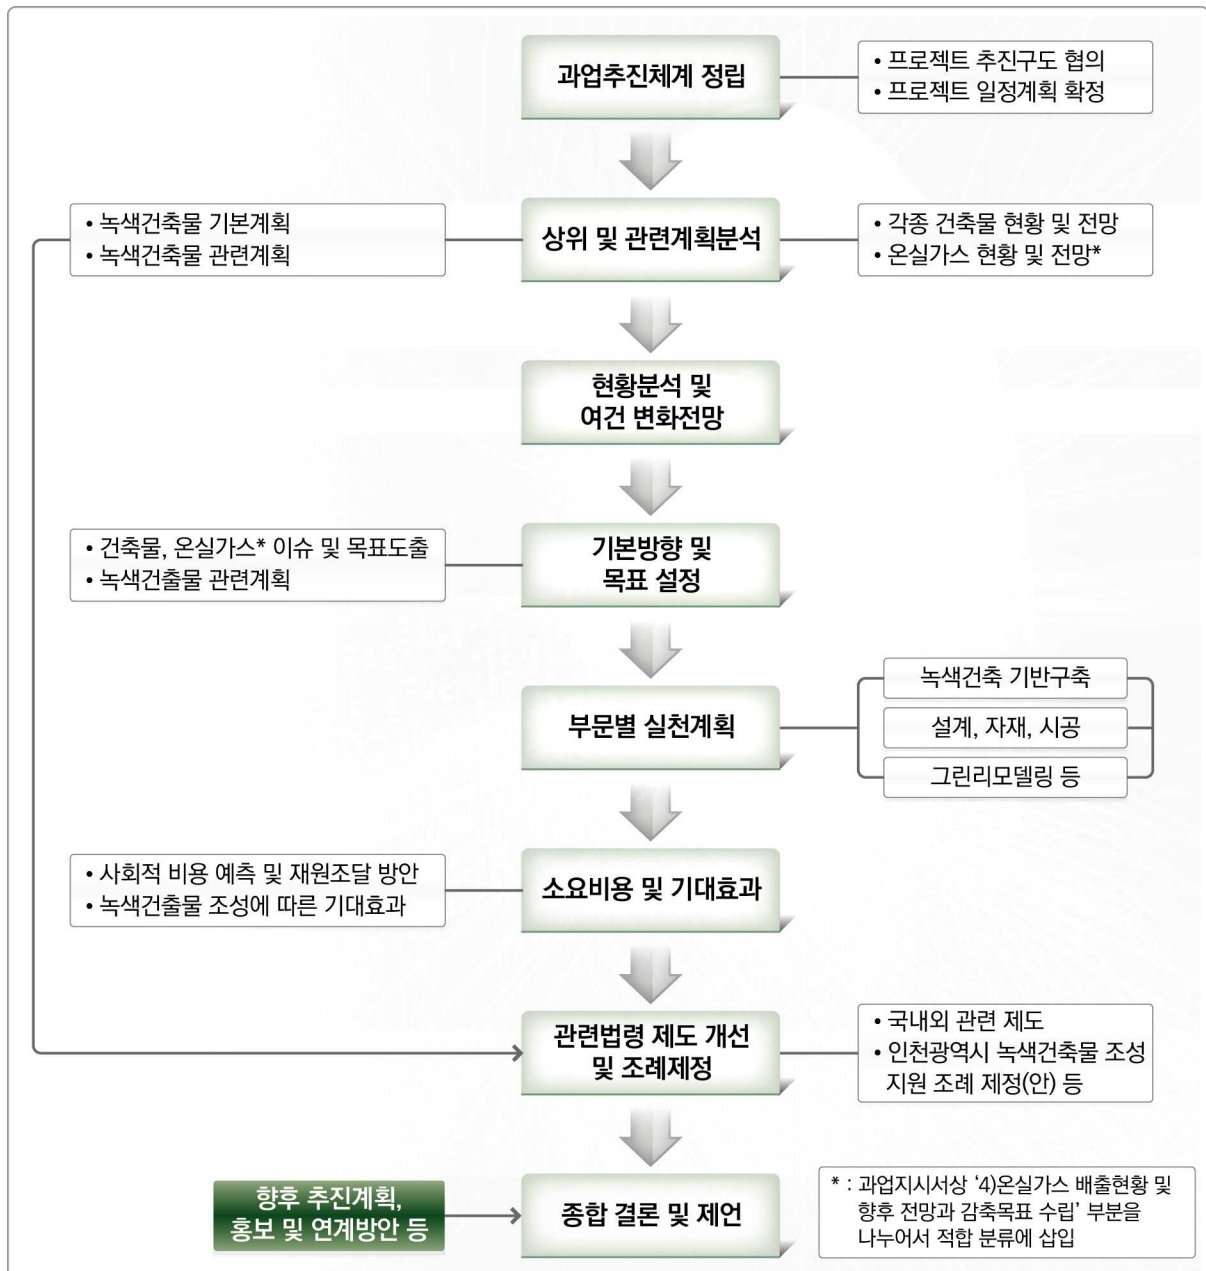 과업추진체계 정립
• 프로젝트 추진구도 협의
• 프로젝트 일정계획 확정
• 녹색건축물 기본계획
• 녹색건축물 관련계획
상위 및 관련계획분석
• 각종 건축물 현황 및 전망
• 온실가스 현황 및 전망*
현황분석 및
여건 변화전망
• 건축물, 온실가스* 이슈 및 목표도출
• 녹색건출물 관련계획
기본방향 및
목표 설정
부문별 실천계획
녹색건축 기반구축
설계, 자재, 시공
그린리모델링 등
• 사회적 비용 예측 및 재원조달 방안
• 녹색건출물 조성에 따른 기대효과
소요비용 및 기대효과
관련법령 제도 개선
및 조례제정
• 국내외 관련 제도
• 인천광역시 녹색건축물 조성
지원 조례 제정(안) 등
향후 추진계획,
홍보 및 연계방안 등
종합 결론 및 제언
* : 과업지시서상 ‘4)온실가스 배출현황 및
향후 전망과 감축목표 수립’ 부분을
나누어서 적합 분류에 삽입